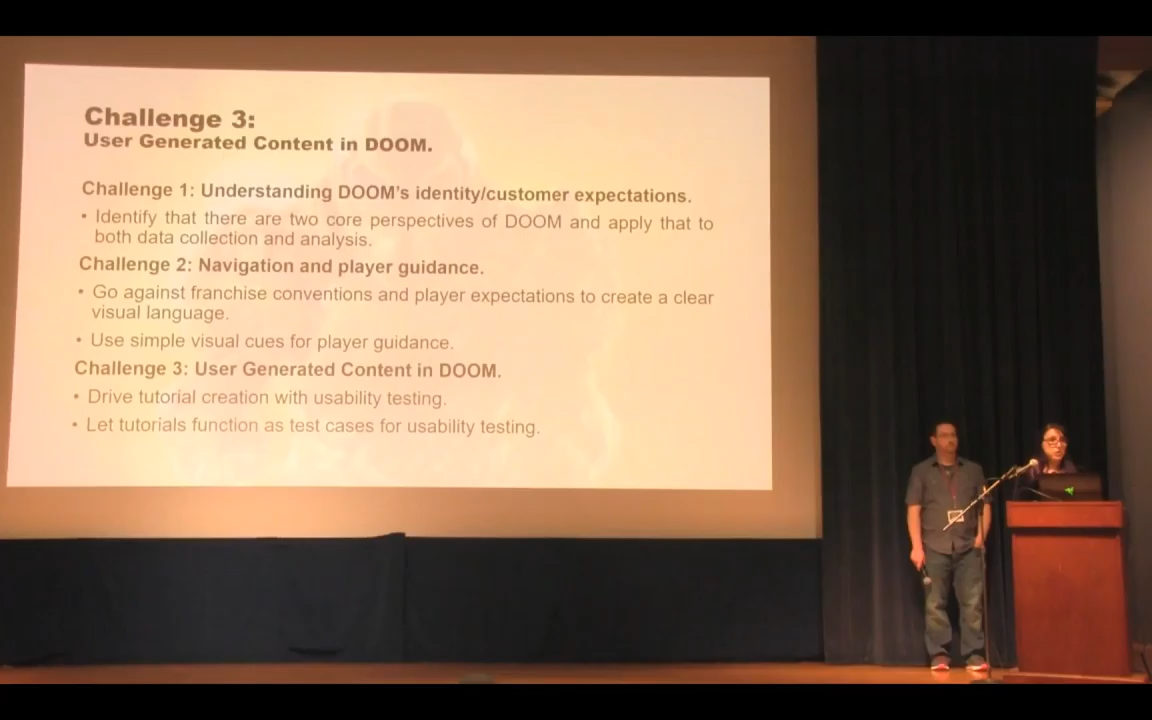 Challenge 3:
User Generated Content in DOOM.
Challenge 1: Understanding DOOM's identity/customer expectations.
• Identify that there are two core perspectives of DOOM and apply that to
both data collection and analysis.
Challenge 2: Navigation and player guidance.
• Go against franchise conventions and player expectations to create a clear
visual language.
• Use simple visual cues for player guidance.
Challenge 3: User Generated Content in DOOM.
• Drive tutorial creation with usability testing.
• Let tutorials function as test cases for usability testing.